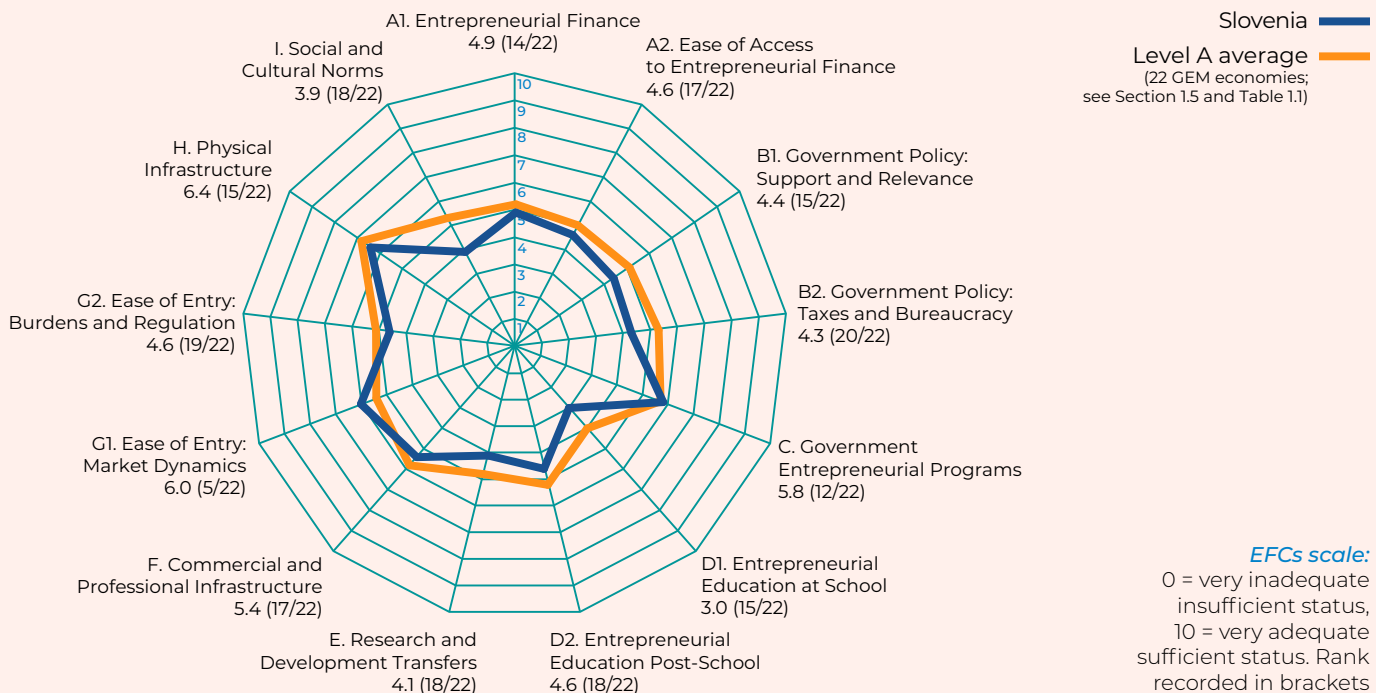 A1. Entrepreneurial Finance
4.9 (14/22)
A2. Ease of Access
to Entrepreneurial Finance
4.6 (17/22)
B1. Government Policy:
Support and Relevance
4.4 (15/22)
B2. Government Policy:
Taxes and Bureaucracy
4.3 (20/22)
C. Government
Entrepreneurial Programs
5.8 (12/22)
D1. Entrepreneurial
Education at School
3.0 (15/22)
D2. Entrepreneurial
Education Post-School
4.6 (18/22)
E. Research and
Development Transfers
4.1 (18/22)
F. Commercial and
Professional Infrastructure
5.4 (17/22)
G1. Ease of Entry:
Market Dynamics
6.0 (5/22)
G2. Ease of Entry:
Burdens and Regulation
4.6 (19/22)
H. Physical
Infrastructure
6.4 (15/22)
I. Social and
Cultural Norms
3.9 (18/22)
10
9
8
7
6
5
4
3
2
1
Slovenia
Level A average
(22 GEM economies;
see Section 1.5 and Table 1.1)
EFCs scale:
0 = very inadequate
insufficient status,
10 = very adequate
sufficient status. Rank
recorded in brackets